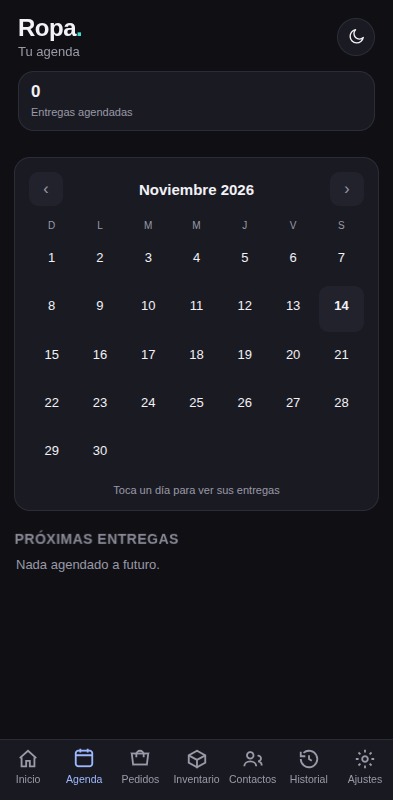 Ropa.
Tu agenda
0
Entregas agendadas
‹ Noviembre 2026 ›
D L M M J V S
1 2 3 4 5 6 7
8 9 10 11 12 13 14
15 16 17 18 19 20 21
22 23 24 25 26 27 28
29 30
Toca un día para ver sus entregas
PRÓXIMAS ENTREGAS
Nada agendado a futuro.
Inicio Agenda Pedidos Inventario Contactos Historial Ajustes